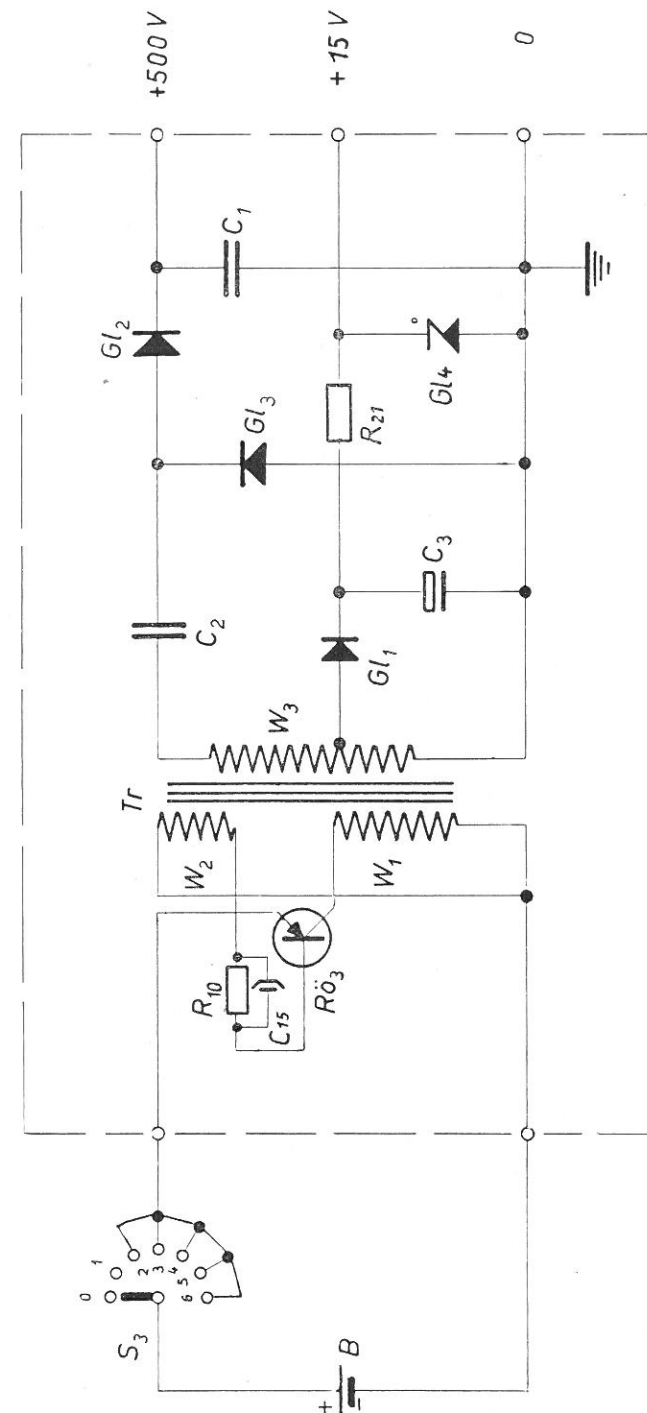 +500 V
+15 V
0
C₁
Gl₂
Gl₃
R₂₁
Gl₄
C₂
C₃
Gl₁
W₃
Tr
W₂
W₁
R₁₀
C₁₅
Rö₃
S₃
0
1
2
3
4
5
6
B
+
−